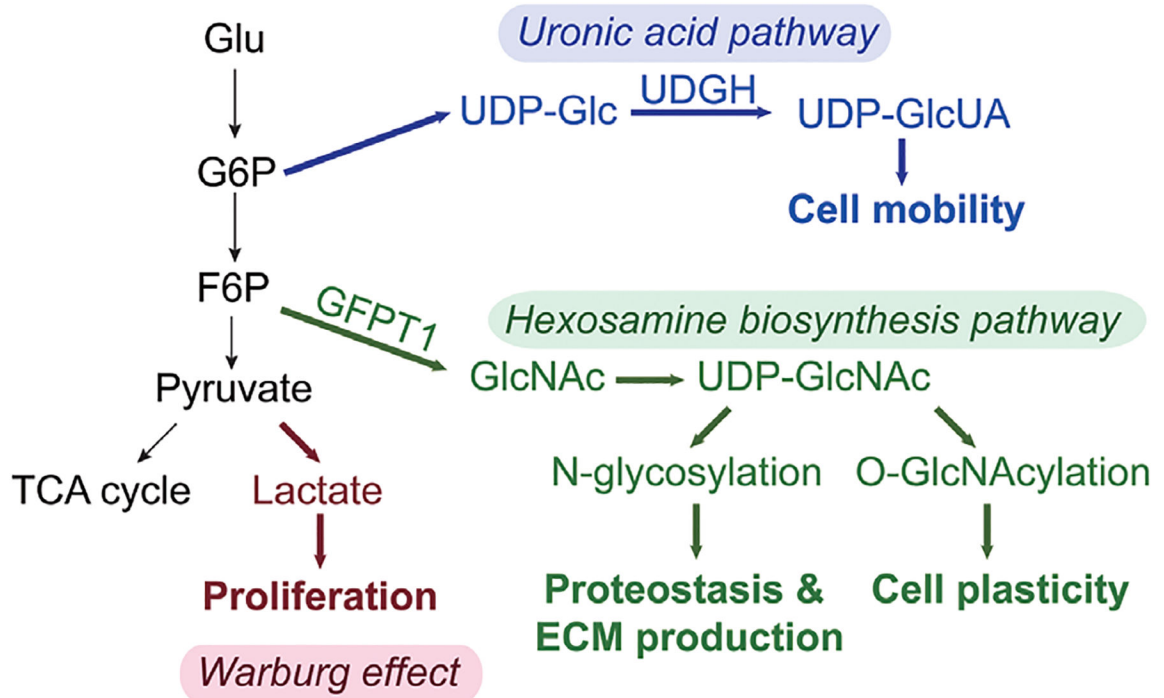 Glu
Uronic acid pathway
UDP-Glc
UDGH
UDP-GlcUA
G6P
Cell mobility
F6P
GFPT1
Hexosamine biosynthesis pathway
GlcNAc
UDP-GlcNAc
Pyruvate
TCA cycle
Lactate
N-glycosylation
O-GlcNAcylation
Proliferation
Proteostasis &
ECM production
Cell plasticity
Warburg effect